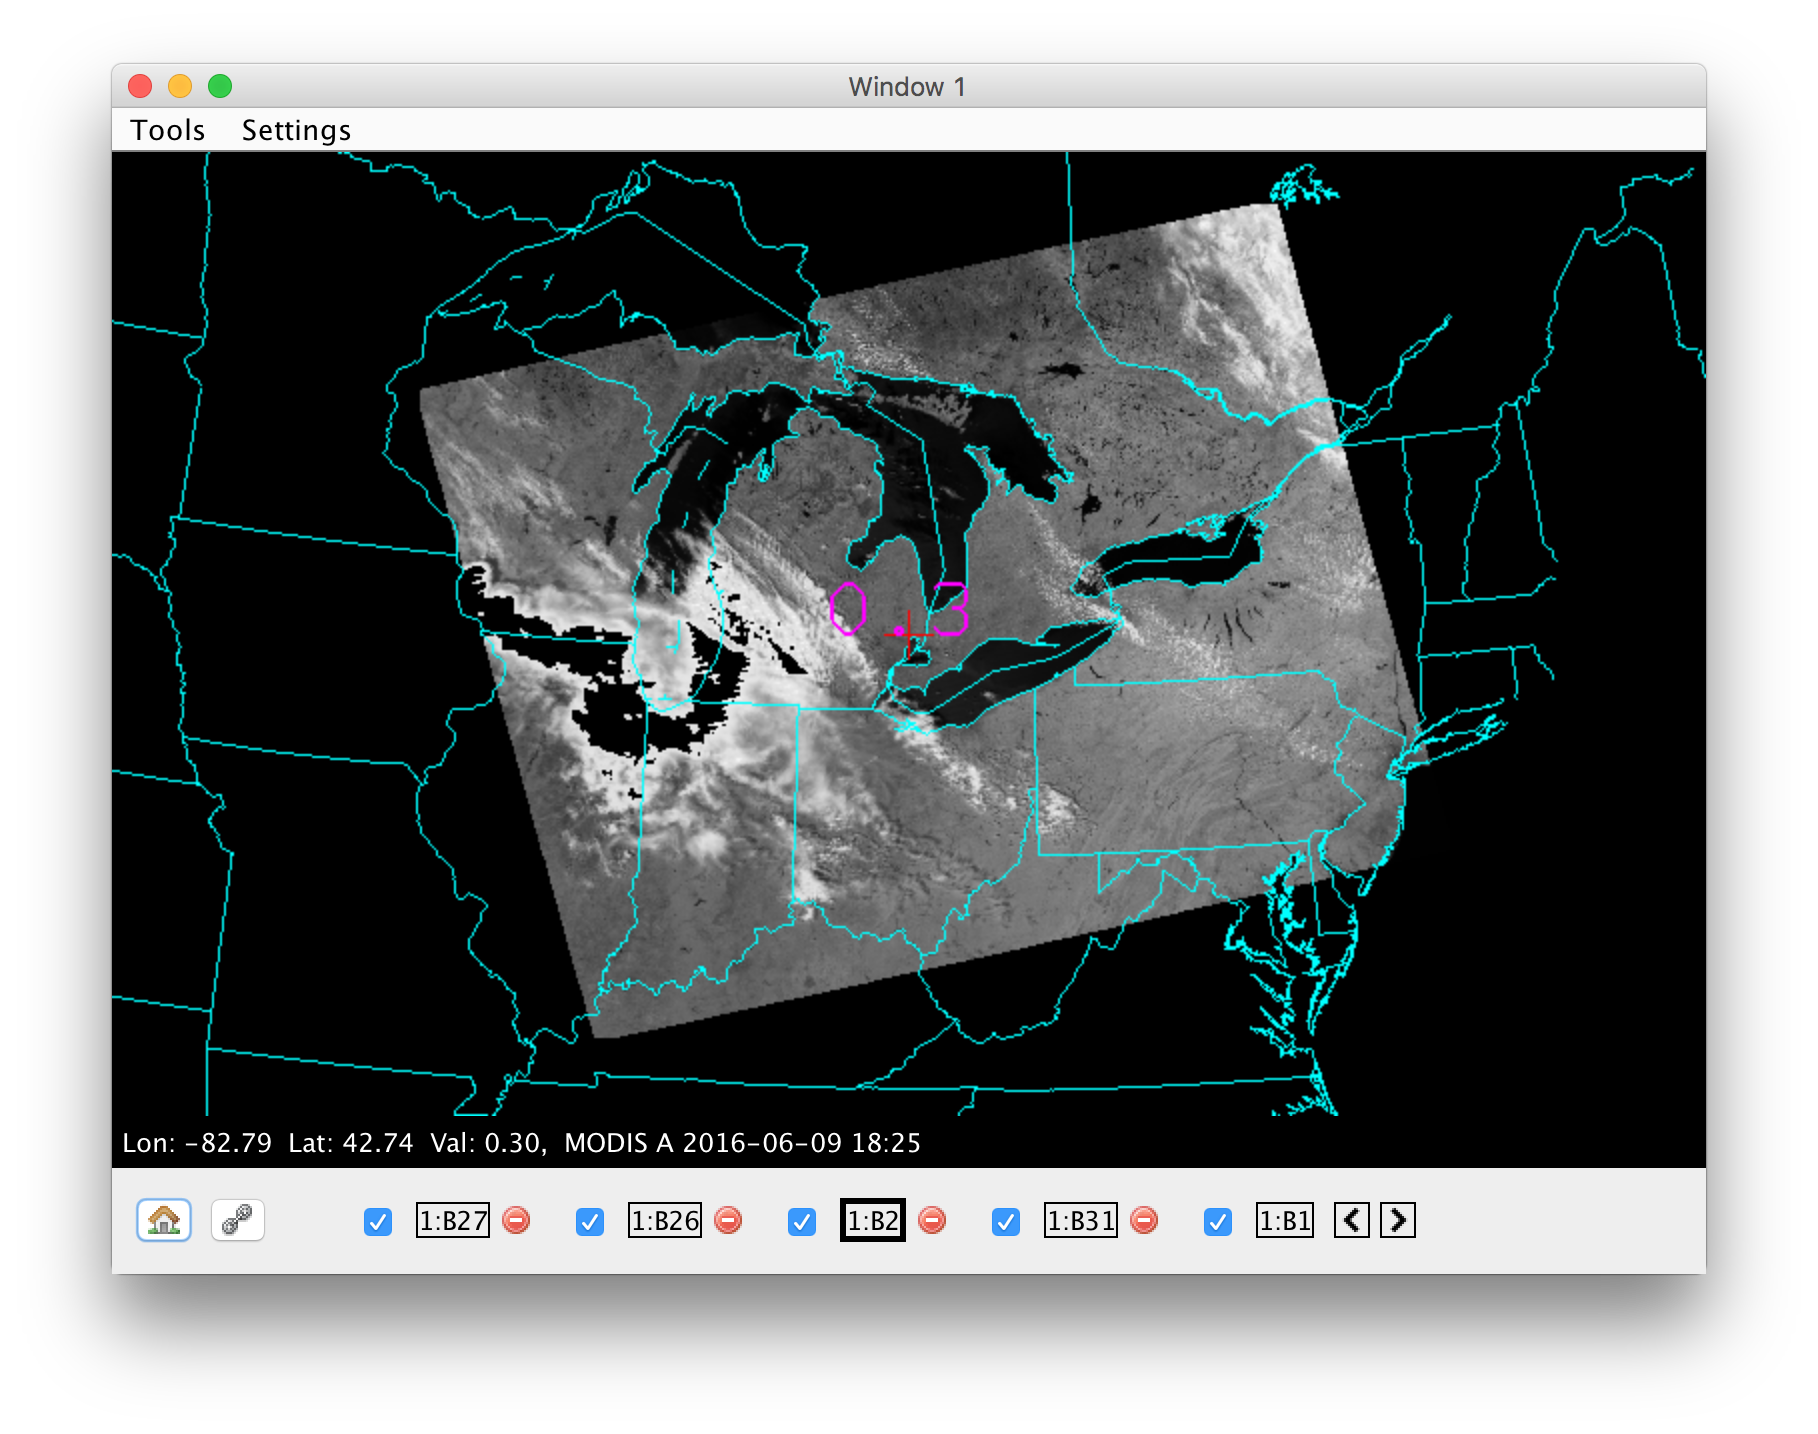 Window 1
Tools Settings
0.3
Lon: -82.79 Lat: 42.74 Val: 0.30, MODIS A 2016-06-09 18:25
1:B27 1:B26 1:B2 1:B31 1:B1 < >